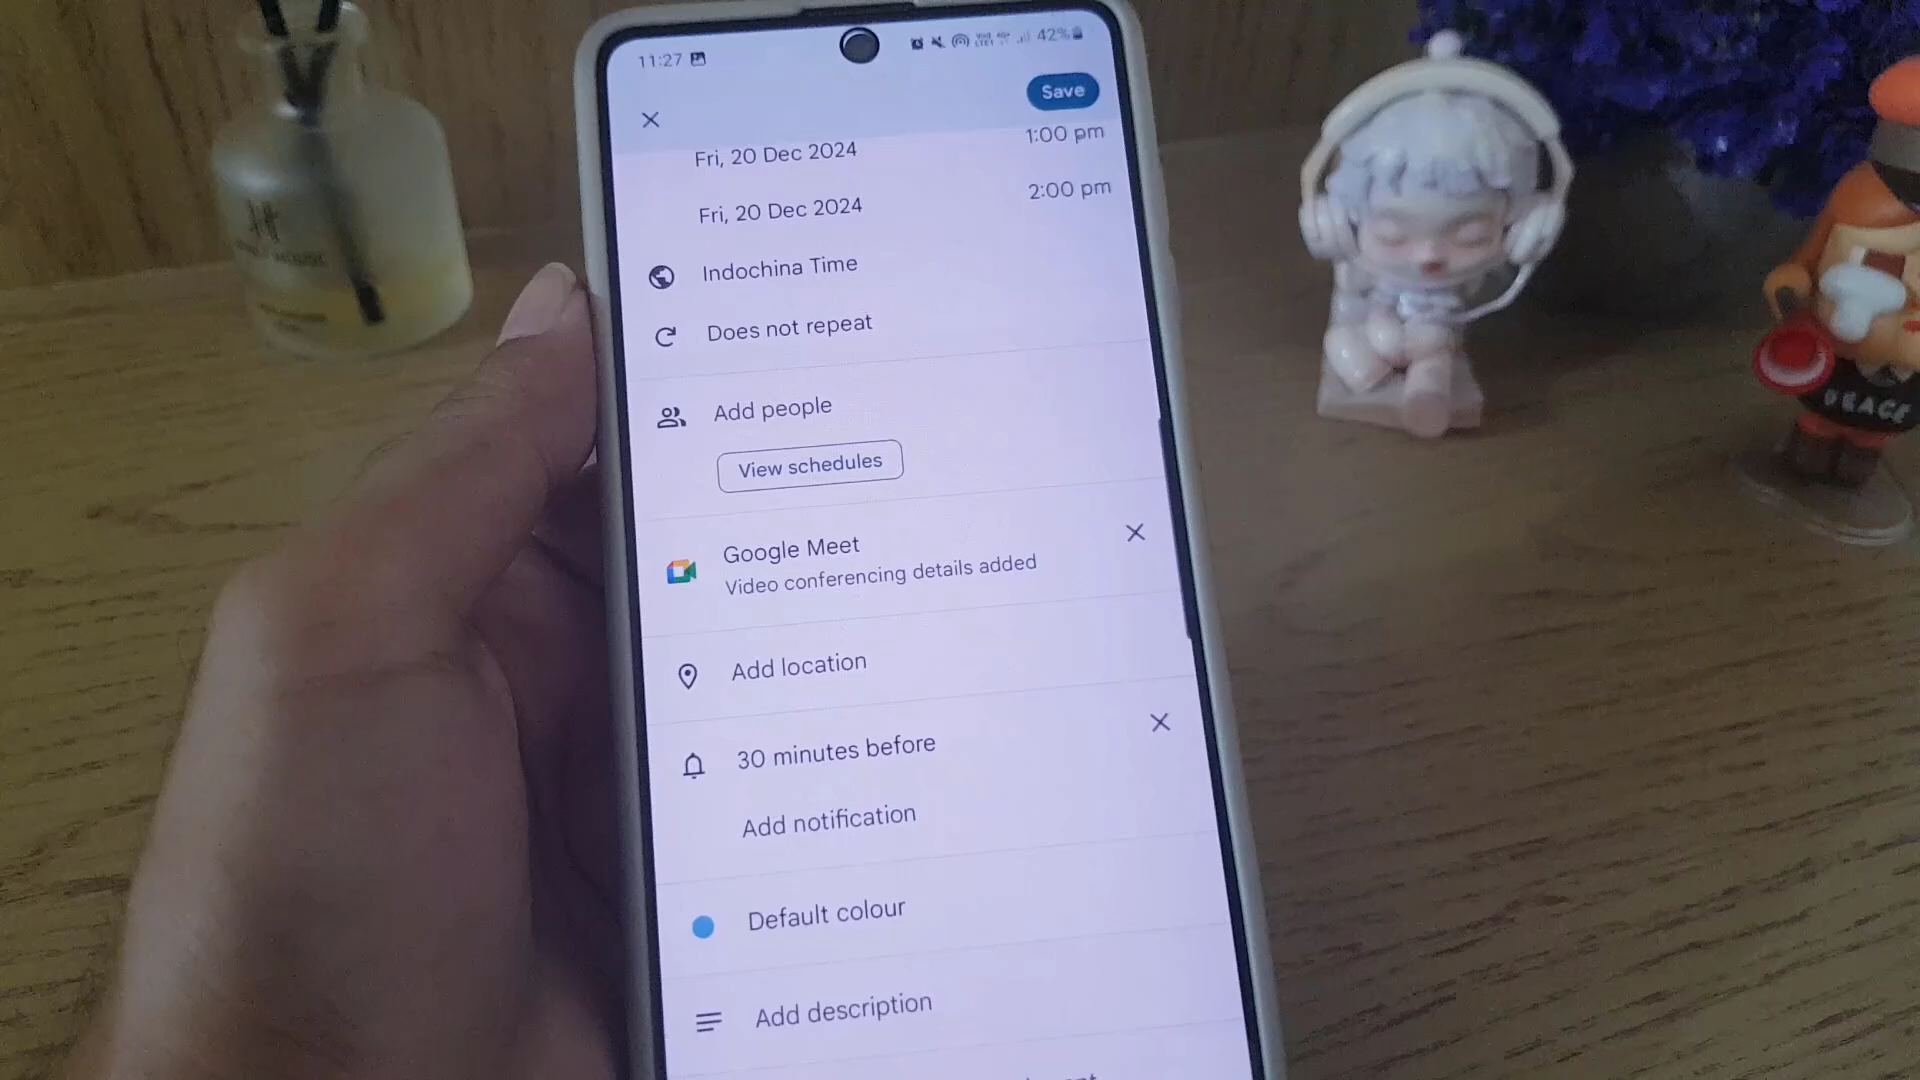 11:27
42%
Save
Fri, 20 Dec 2024
1:00 pm
Fri, 20 Dec 2024
2:00 pm
Indochina Time
Does not repeat
Add people
View schedules
Google Meet
Video conferencing details added
Add location
30 minutes before
Add notification
Default colour
Add description